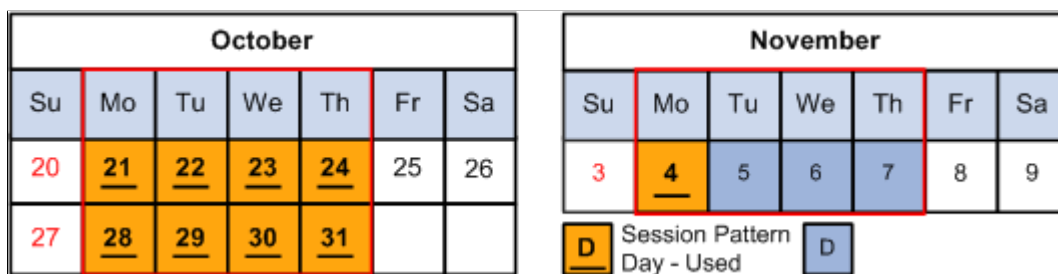 October
Su Mo Tu We Th Fr Sa
20 21 22 23 24 25 26
27 28 29 30 31
November
Su Mo Tu We Th Fr Sa
3 4 5 6 7 8 9
D Session Pattern Day - Used D